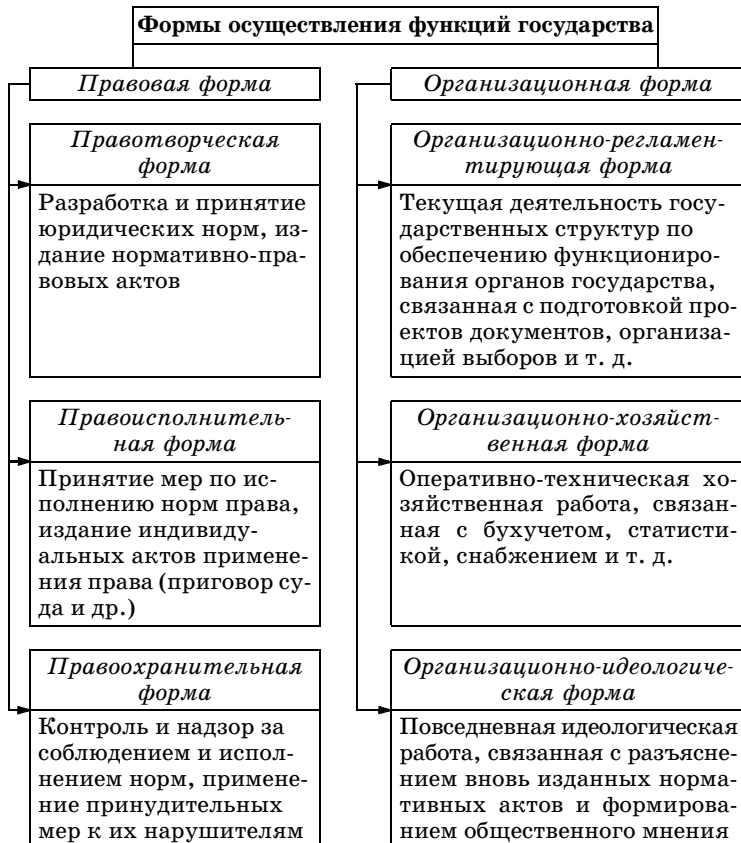 Формы осуществления функций государства
Правовая форма
Правотворческая
форма
Разработка и принятие
юридических норм, из-
дание нормативно-пра-
вовых актов
Правоисполнитель-
ная форма
Принятие мер по ис-
полнению норм права,
издание индивиду-
альных актов примене-
ния права (приговор су-
да и др.)
Правоохранительная
форма
Контроль и надзор за
соблюдением и испол-
нением норм, примене-
ние принудительных
мер к их нарушителям
Организационная форма
Организационно-регламен-
тирующая форма
Текущая деятельность госу-
дарственных структур по
обеспечению функциониро-
вания органов государства,
связанная с подготовкой про-
ектов документов, организа-
цией выборов и т. д.
Организационно-хозяйст-
венная форма
Оперативно-техническая хо-
зяйственная работа, связан-
ная с бухучетом, статисти-
кой, снабжением и т. д.
Организационно-идеологиче-
ская форма
Повседневная идеологическая
работа, связанная с разъясне-
нием вновь изданных норма-
тивных актов и формирова-
нием общественного мнения